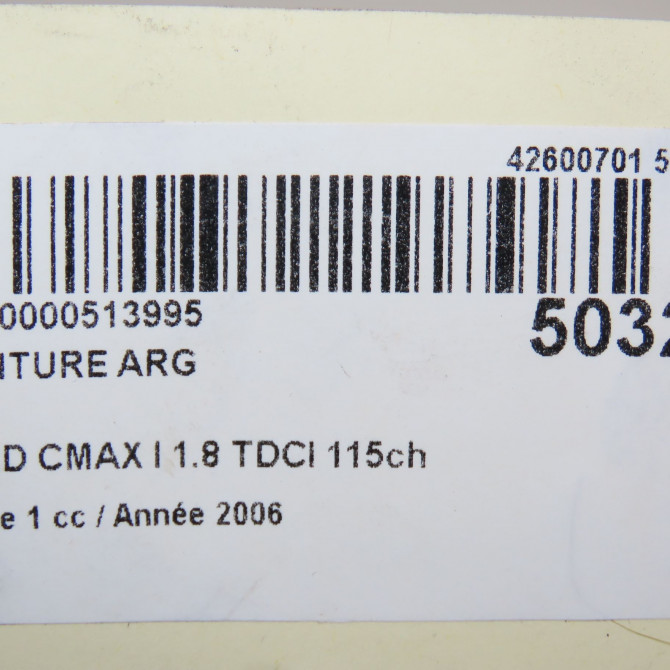 42600701 5
0000513995
5032
NTURE ARG
D CMAX I 1.8 TDCI 115ch
e 1 cc / Année 2006